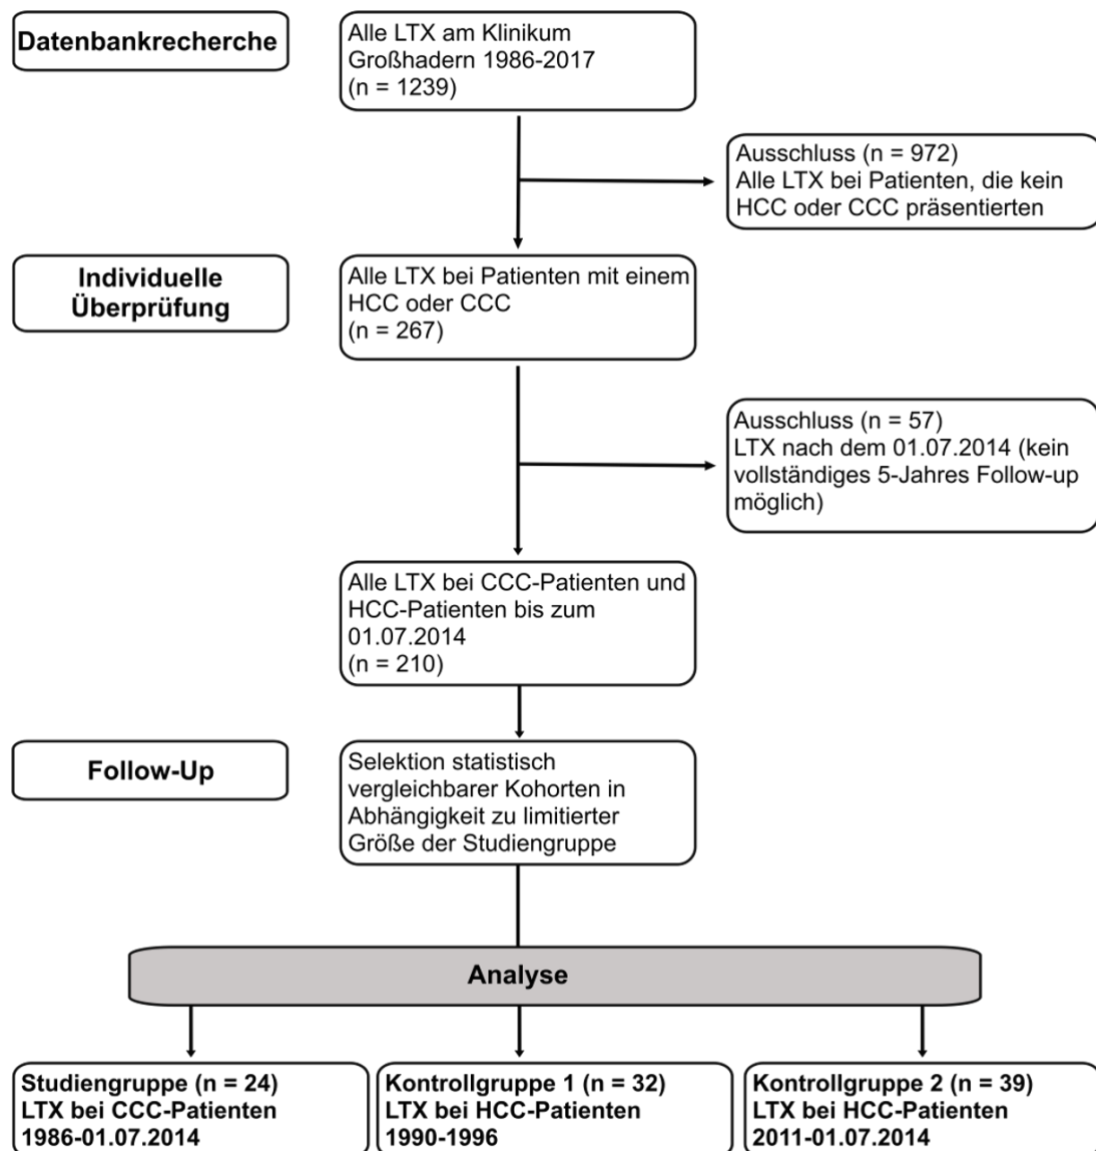 Datenbankrecherche
Alle LTX am Klinikum
Großhadern 1986-2017
(n = 1239)
Ausschluss (n = 972)
Alle LTX bei Patienten, die kein
HCC oder CCC präsentierten
Individuelle
Überprüfung
Alle LTX bei Patienten mit einem
HCC oder CCC
(n = 267)
Ausschluss (n = 57)
LTX nach dem 01.07.2014 (kein
vollständiges 5-Jahres Follow-up
möglich)
Alle LTX bei CCC-Patienten und
HCC-Patienten bis zum
01.07.2014
(n = 210)
Follow-Up
Selektion statistisch
vergleichbarer Kohorten in
Abhängigkeit zu limitierter
Größe der Studiengruppe
Analyse
Studiengruppe (n = 24)
LTX bei CCC-Patienten
1986-01.07.2014
Kontrollgruppe 1 (n = 32)
LTX bei HCC-Patienten
1990-1996
Kontrollgruppe 2 (n = 39)
LTX bei HCC-Patienten
2011-01.07.2014